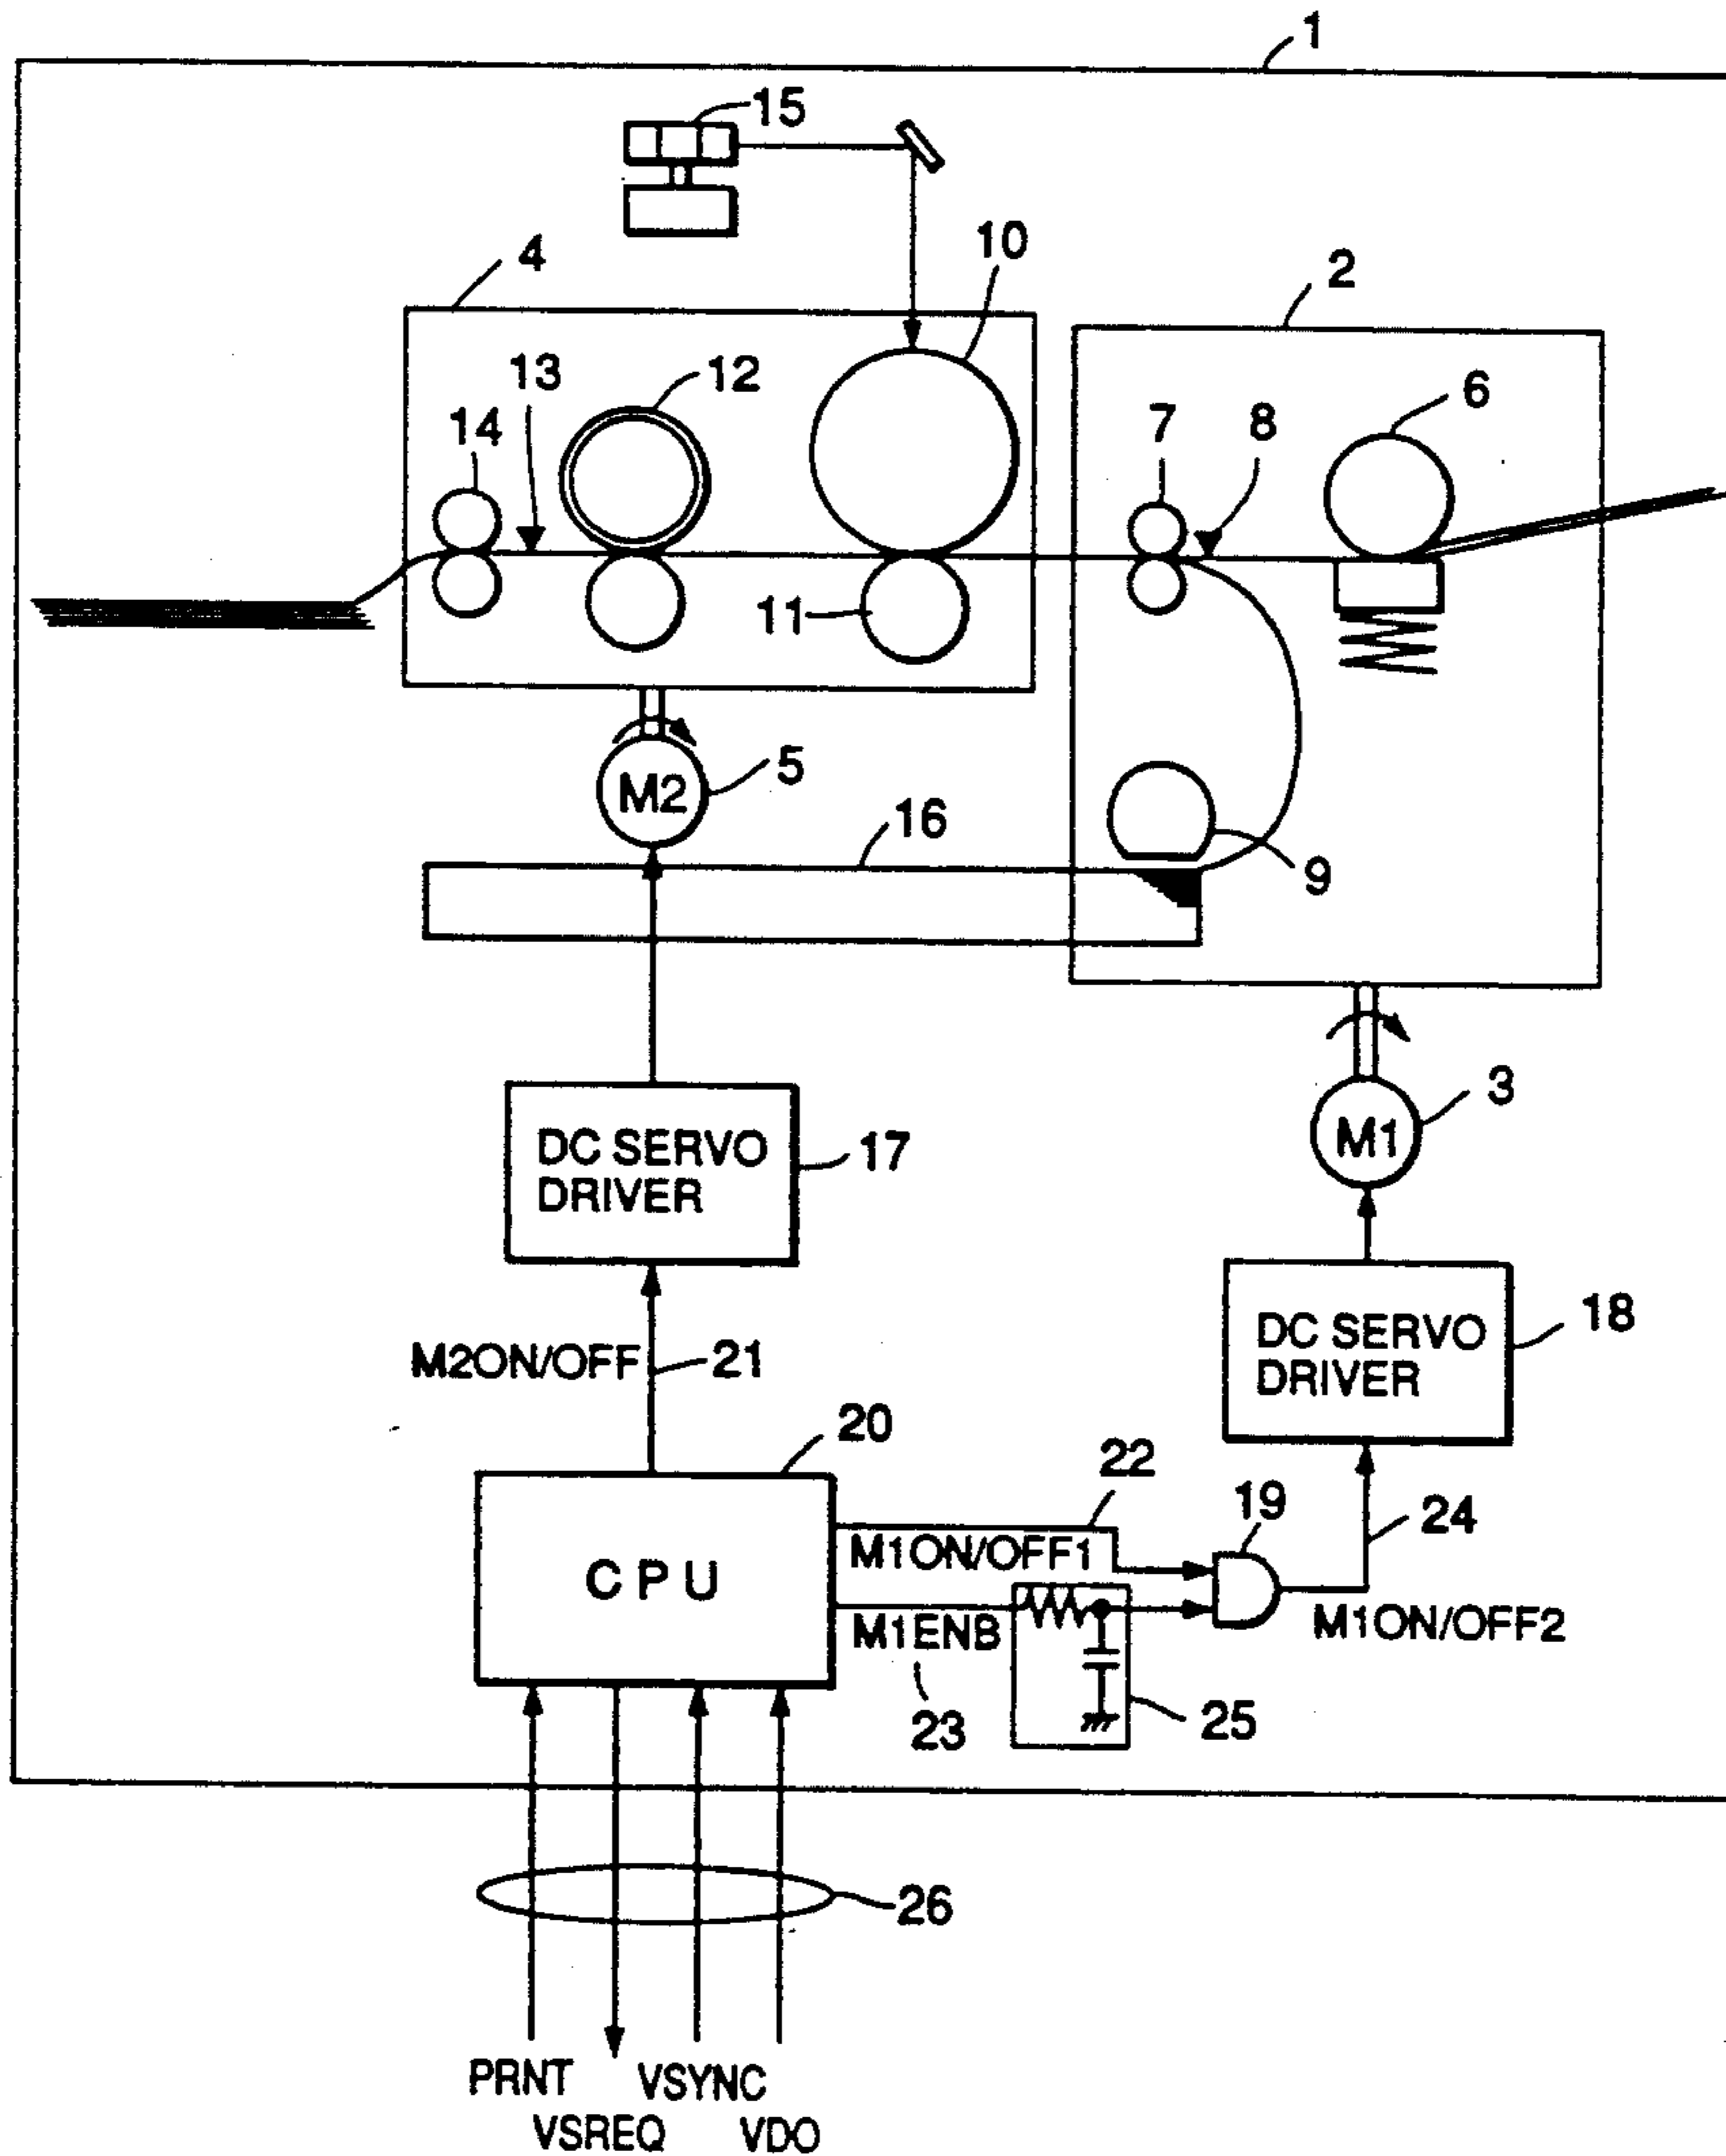 1
15
10
4
2
13
12
6
14
7
8
11
M2
5
16
9
3
DC SERVO
DRIVER
17
M1
DC SERVO
DRIVER
18
M2ON/OFF
21
20
22
19
24
CPU
M1ON/OFF1
M1ENB
M1ON/OFF2
23
25
26
PRNT
VSYNC
VSREQ
VDO